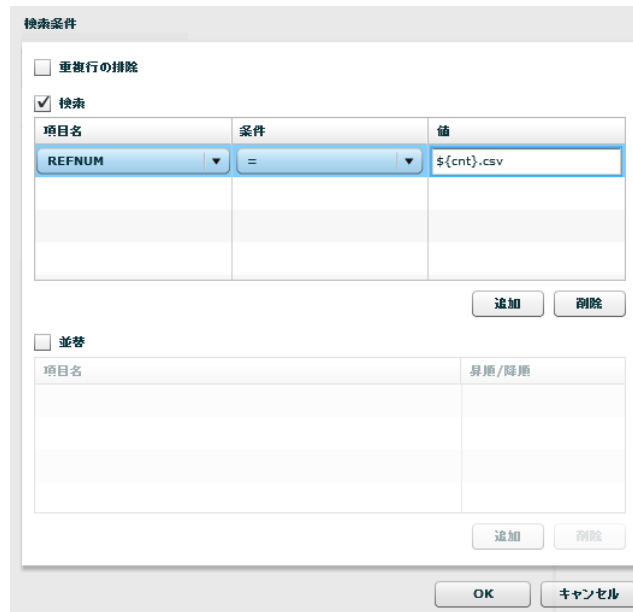 検索条件
重複行の排除
検索
項目名 条件 値
REFNUM = ${cnt}.csv
追加 削除
並替
項目名 昇順/降順
追加 削除
OK キャンセル